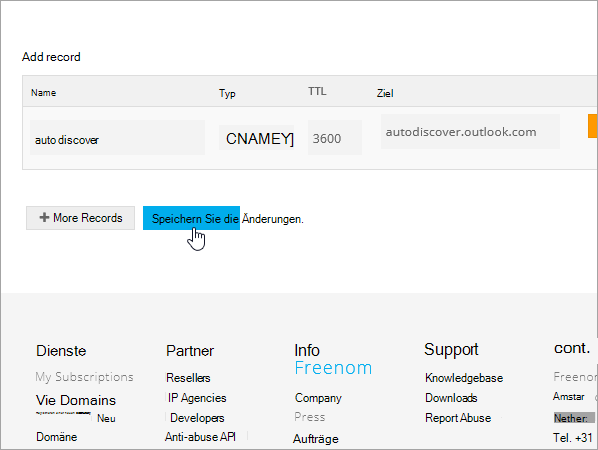 Add record
Name Typ TTL Ziel
auto discover CNAMEY] 3600 autodiscover.outlook.com
+ More Records Speichern Sie die Änderungen.
Dienste Partner Info Support cont.
My Subscriptions Resellers Freenom Knowledgebase Freenom
Vie Domains IP Agencies Company Downloads Amstar
Neu Developers Press Report Abuse Nether:
Domäne Anti-abuse API Aufträge Tel. +31